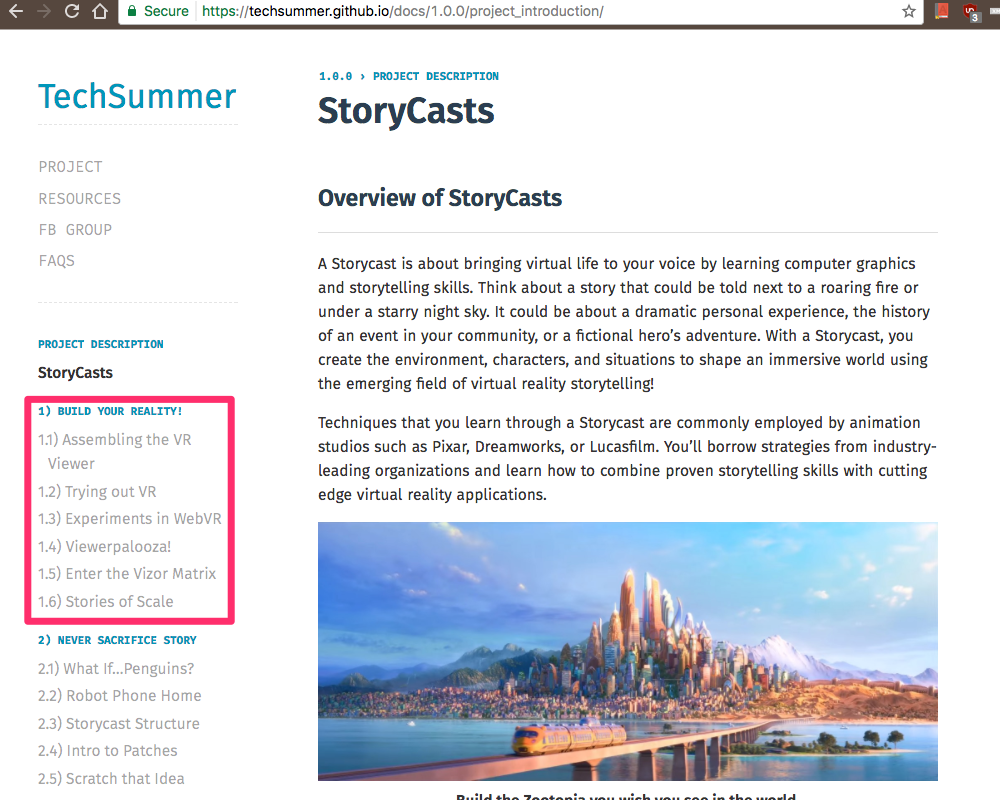 Secure
https://techsummer.github.io/docs/1.0.0/project_introduction/
3
TechSummer
PROJECT
RESOURCES
FB GROUP
FAQS
PROJECT DESCRIPTION
StoryCasts
1) BUILD YOUR REALITY!
1.1) Assembling the VR
Viewer
1.2) Trying out VR
1.3) Experiments in WebVR
1.4) Viewerpalooza!
1.5) Enter the Vizor Matrix
1.6) Stories of Scale
2) NEVER SACRIFICE STORY
2.1) What If...Penguins?
2.2) Robot Phone Home
2.3) Storycast Structure
2.4) Intro to Patches
2.5) Scratch that Idea
1.0.0 › PROJECT DESCRIPTION
StoryCasts
Overview of StoryCasts
A Storycast is about bringing virtual life to your voice by learning computer graphics
and storytelling skills. Think about a story that could be told next to a roaring fire or
under a starry night sky. It could be about a dramatic personal experience, the history
of an event in your community, or a fictional hero’s adventure. With a Storycast, you
create the environment, characters, and situations to shape an immersive world using
the emerging field of virtual reality storytelling!
Techniques that you learn through a Storycast are commonly employed by animation
studios such as Pixar, Dreamworks, or Lucasfilm. You’ll borrow strategies from industry-
leading organizations and learn how to combine proven storytelling skills with cutting
edge virtual reality applications.
Build the Zootopia you wish you see in the world